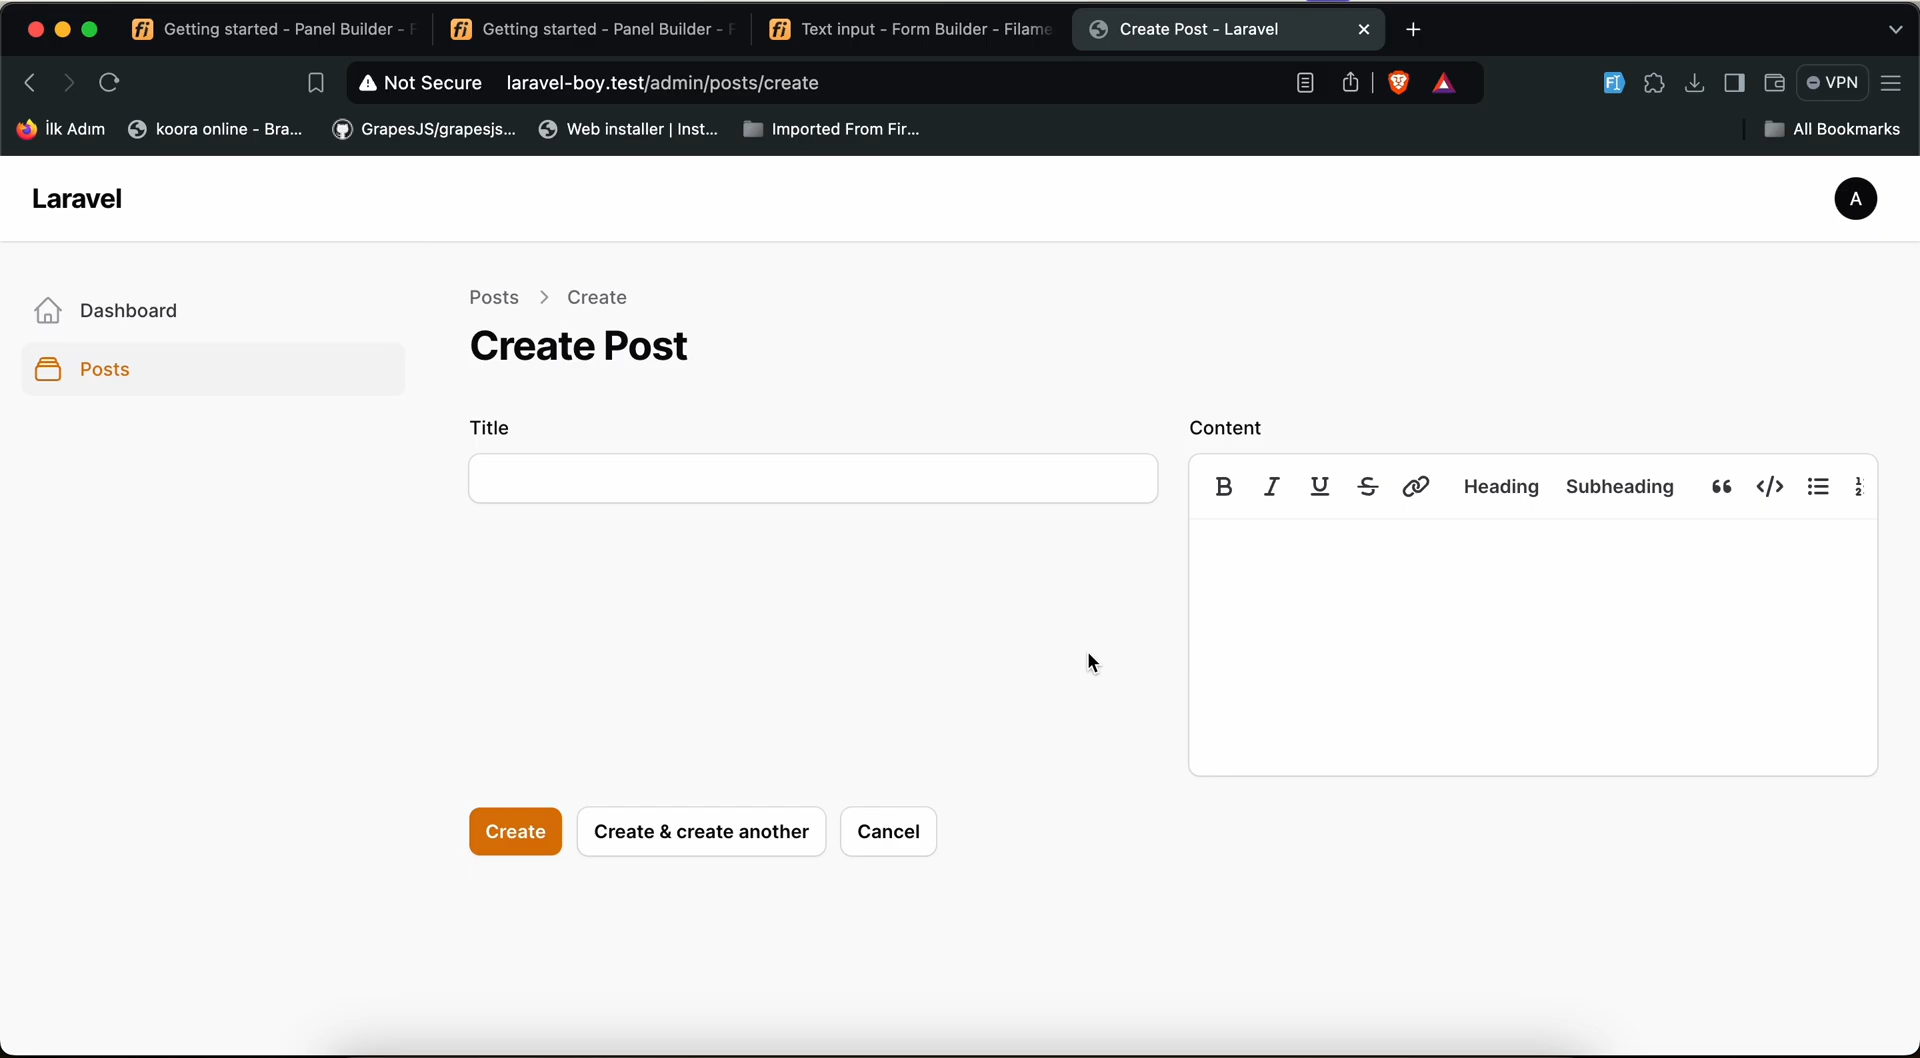 Getting started - Panel Builder - F
Getting started - Panel Builder - F
Text input - Form Builder - Filame
Create Post - Laravel
Not Secure laravel-boy.test/admin/posts/create
VPN
İlk Adım
koora online - Bra...
GrapesJS/grapesjs...
Web installer | Inst...
Imported From Fir...
All Bookmarks
Laravel
A
Dashboard
Posts
Posts > Create
Create Post
Title
Content
B I U S Heading Subheading
Create
Create & create another
Cancel